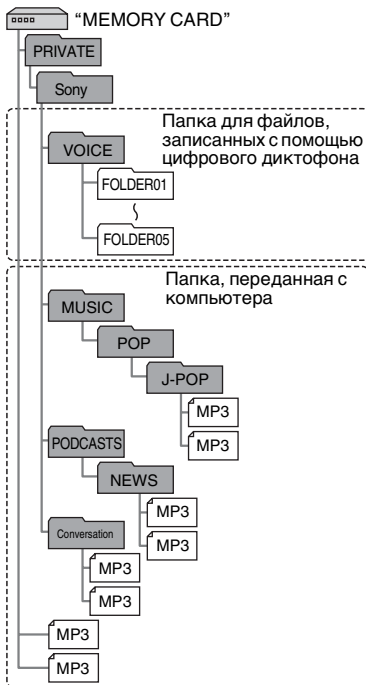 “MEMORY CARD”
PRIVATE
Sony
Папка для файлов,
записанных с помощью
цифрового диктофона
VOICE
FOLDER01
FOLDER05
Папка, переданная с
компьютера
MUSIC
POP
J-POP
MP3
MP3
PODCASTS
NEWS
MP3
MP3
Conversation
MP3
MP3
MP3
MP3